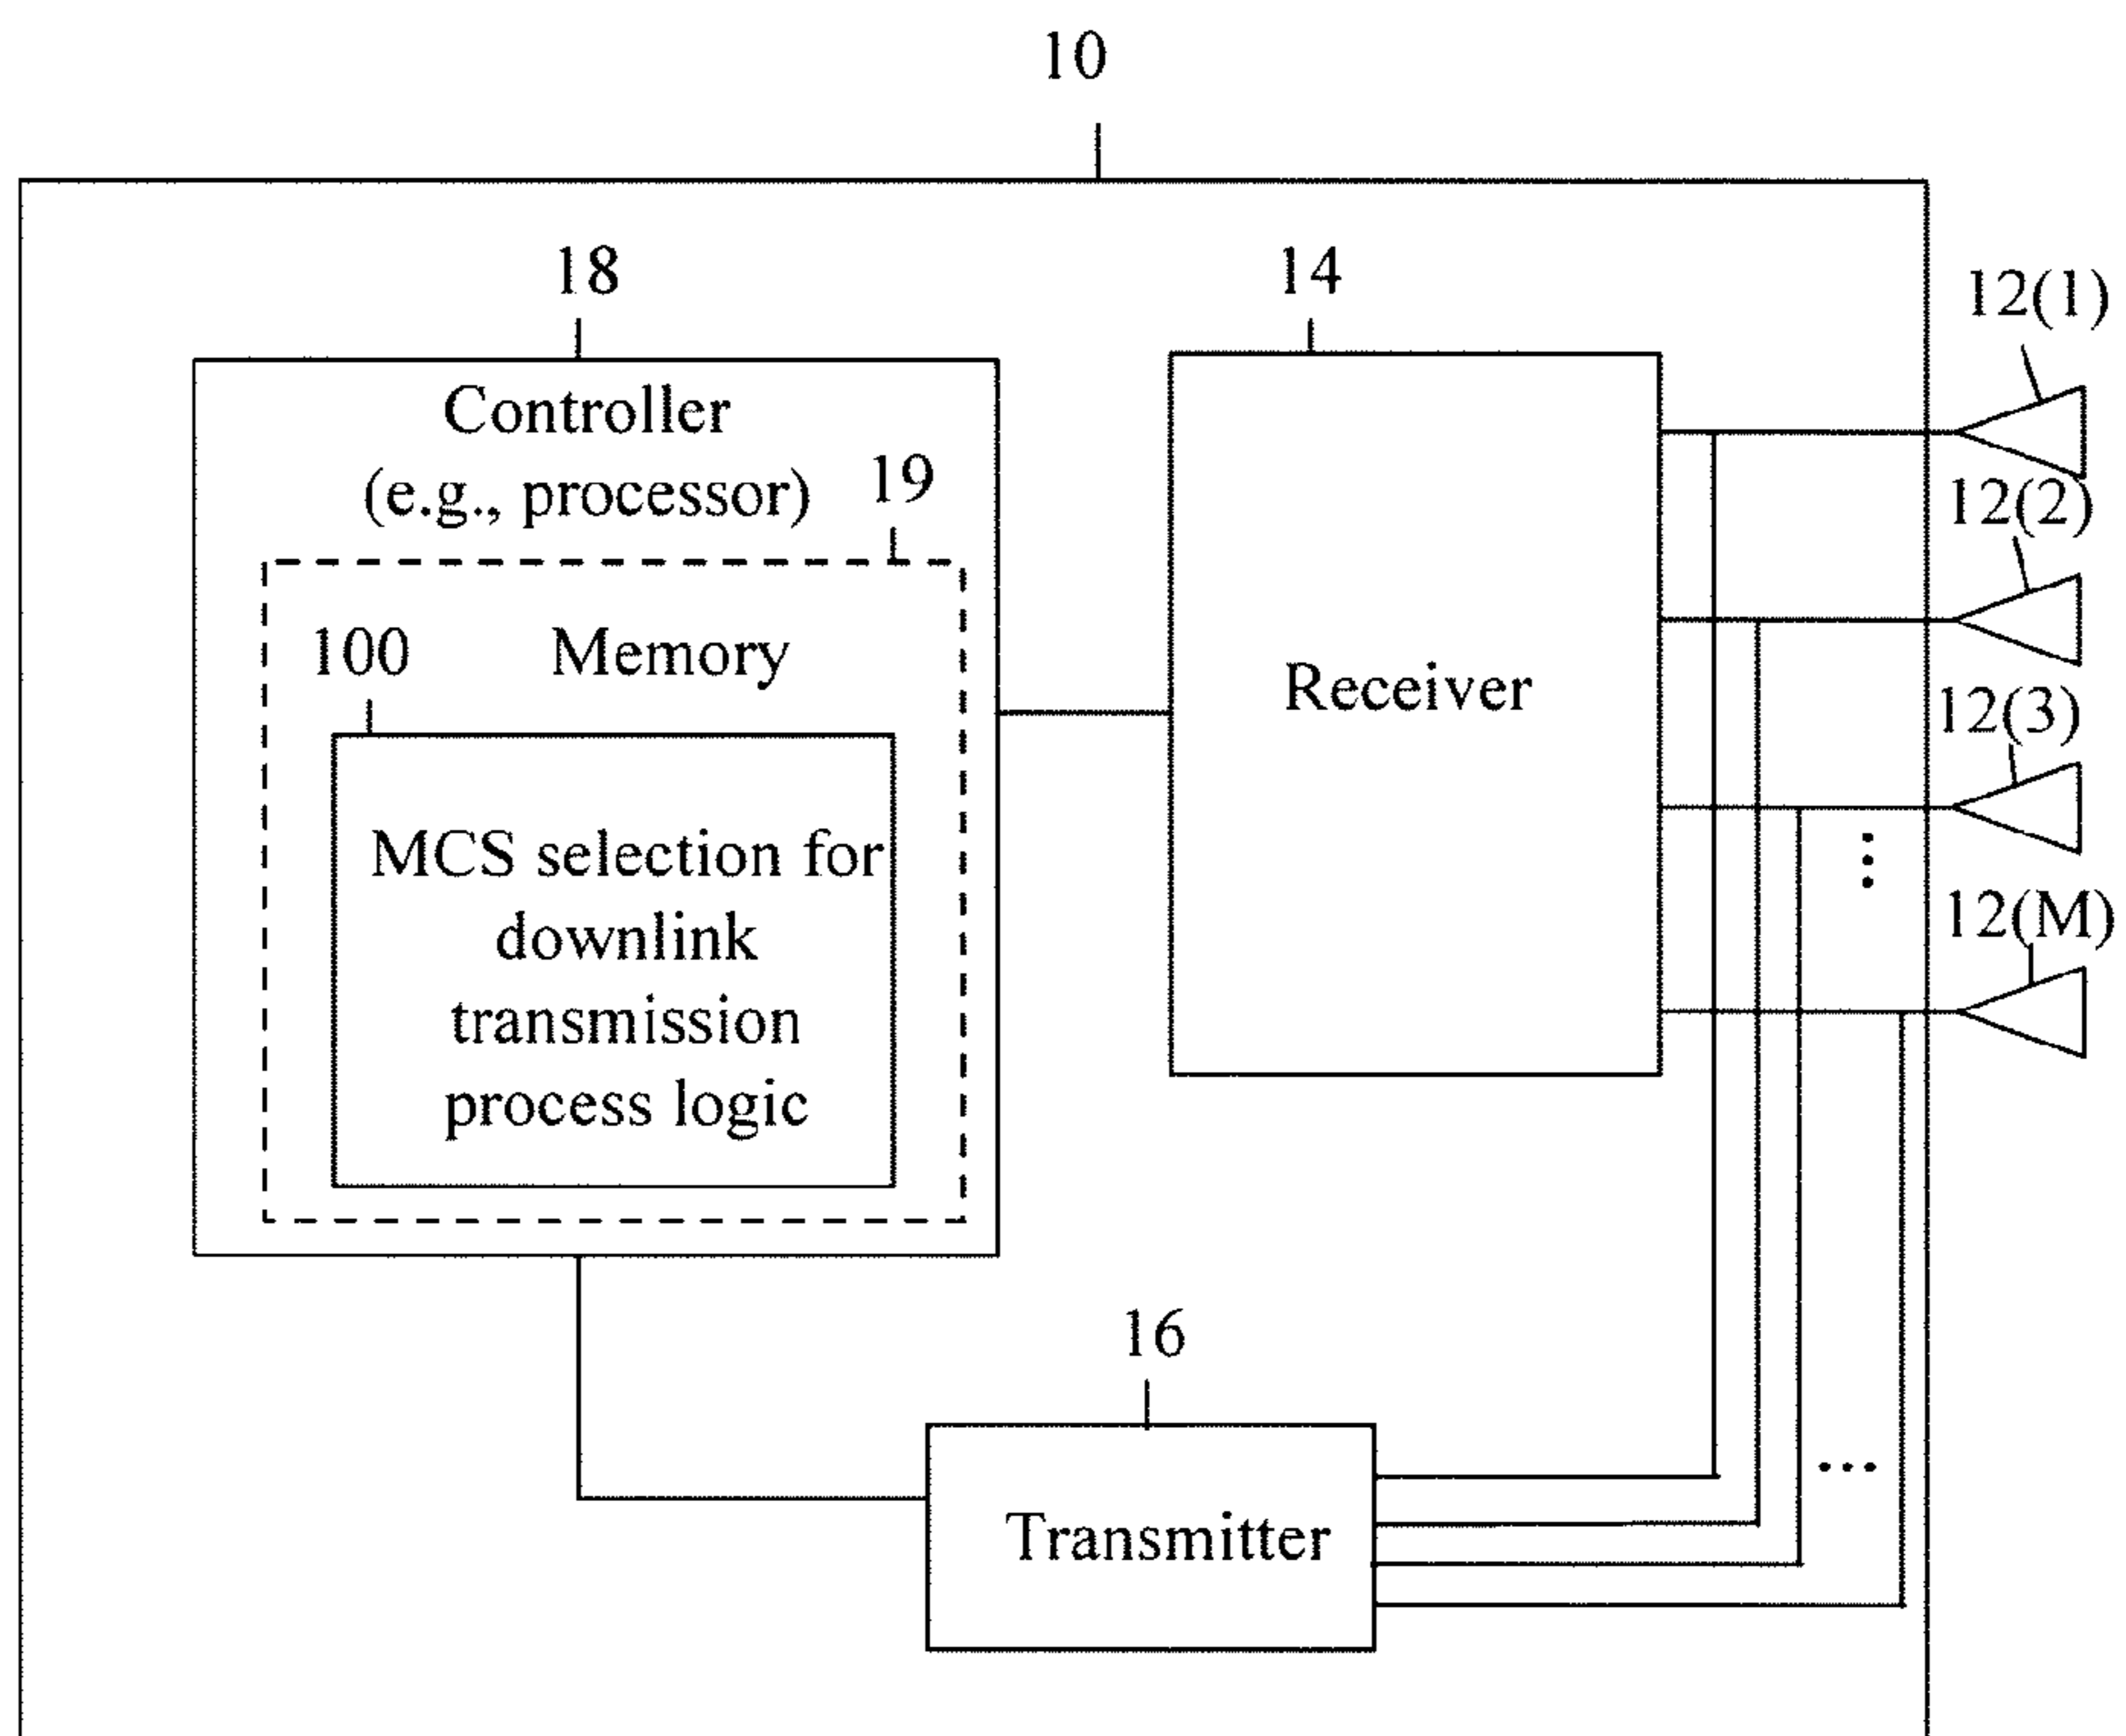 10
18
14
12(1)
Controller
(e.g., processor)
19
12(2)
100
Memory
Receiver
12(3)
MCS selection for
downlink
transmission
process logic
12(M)
16
Transmitter